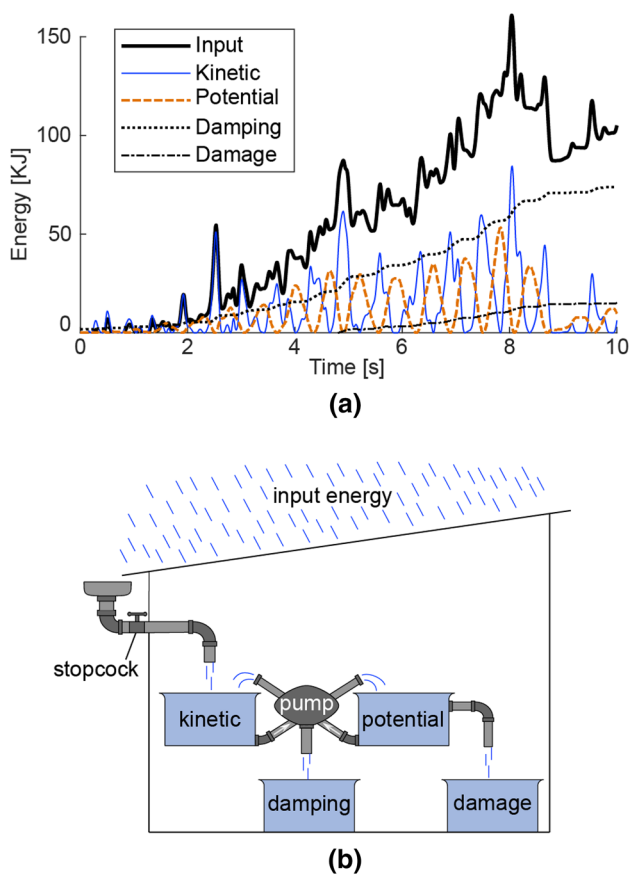 150
100
50
0
Energy [KJ]
Input
Kinetic
Potential
Damping
Damage
0 2 4 6 8 10
Time [s]
(a)
input energy
stopcock
kinetic
pump
potential
damping
damage
(b)